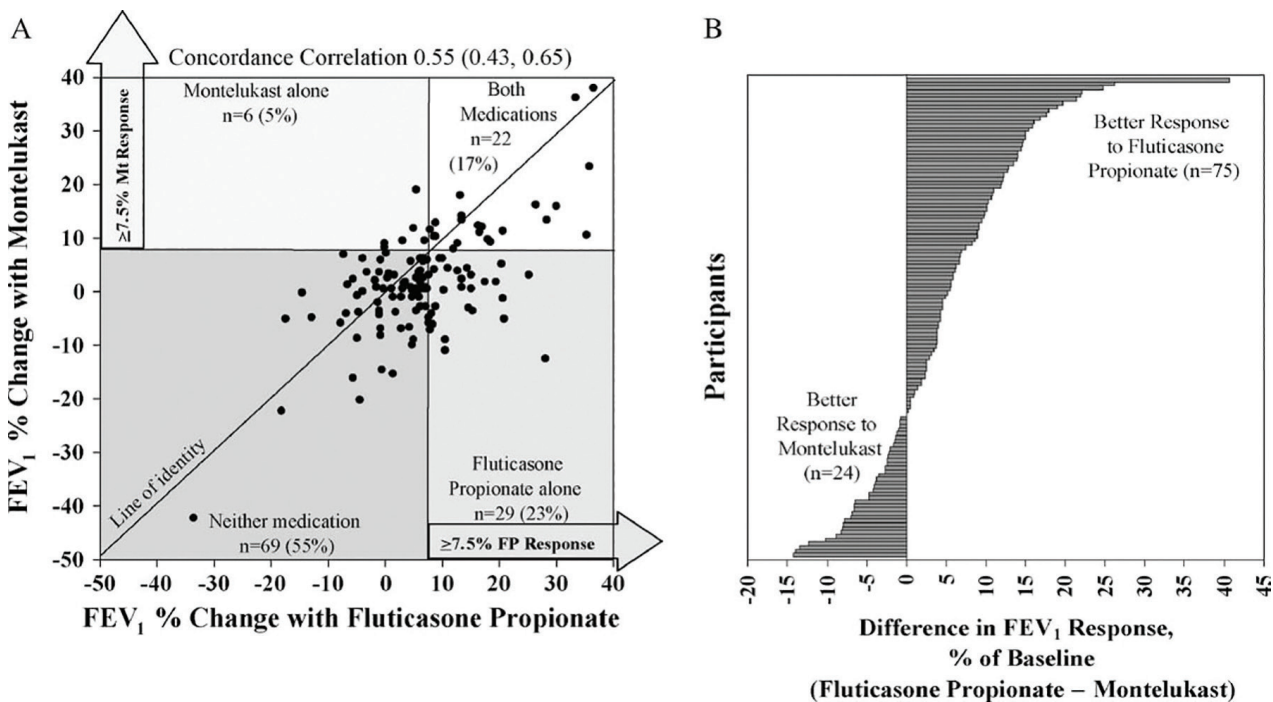 A
Concordance Correlation 0.55 (0.43, 0.65)
FEV1 % Change with Montelukast
40
30
20
10
0
-10
-20
-30
-40
-50
≥7.5% Mt Response
Montelukast alone
n=6 (5%)
Both
Medications
n=22
(17%)
Line of identity
Neither medication
n=69 (55%)
Fluticasone
Propionate alone
n=29 (23%)
≥7.5% FP Response
-50 -40 -30 -20 -10 0 10 20 30 40
FEV1 % Change with Fluticasone Propionate
B
Participants
Better Response
to Fluticasone
Propionate (n=75)
Better
Response to
Montelukast
(n=24)
-20 -15 -10 -5 0 5 10 15 20 25 30 35 40 45
Difference in FEV1 Response,
% of Baseline
(Fluticasone Propionate – Montelukast)